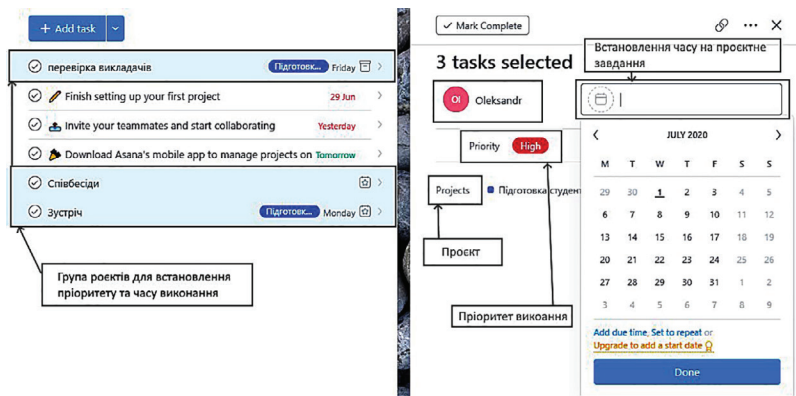 + Add task
перевірка викладачів Підготовк... Friday
Finish setting up your first project 29 Jun
Invite your teammates and start collaborating Yesterday
Download Asana's mobile app to manage projects on Tomorrow
Співбесіди
Зустріч Підготовк... Monday
Група роєктів для встановлення
пріоритету та часу виконання
Mark Complete
3 tasks selected
Встановлення часу на проєктне
завдання
OI Oleksandr
Priority High
Projects Підготовка студен
Проєкт
Пріоритет викоання
JULY 2020
M T W T F S S
29 30 1 2 3 4 5
6 7 8 9 10 11 12
13 14 15 16 17 18 19
20 21 22 23 24 25 26
27 28 29 30 31 1 2
3 4 5 6 7 8 9
Add due time, Set to repeat or
Upgrade to add a start date
Done